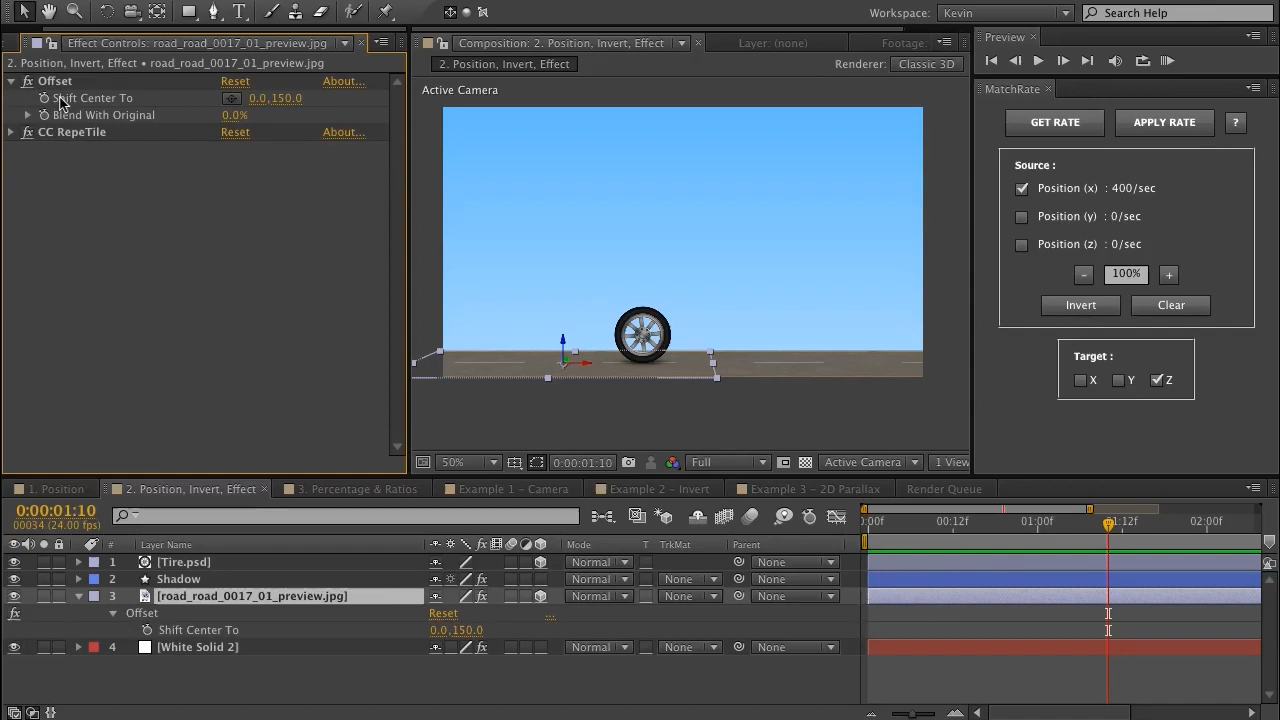 Workspace: Kevin Search Help
Effect Controls: road_road_0017_01_preview.jpg
2. Position, Invert, Effect • road_road_0017_01_preview.jpg
fx Offset Reset About...
Shift Center To 0.0,150.0
Blend With Original 0.0%
fx CC RepeTile Reset About...
Composition: 2. Position, Invert, Effect Layer: (none) Footage:
2. Position, Invert, Effect Renderer: Classic 3D
Active Camera
50% 0:00:01:10 Full Active Camera 1 View
Preview
MatchRate
GET RATE APPLY RATE ?
Source :
Position (x) : 400/sec
Position (y) : 0/sec
Position (z) : 0/sec
- 100% +
Invert Clear
Target :
X Y Z
1. Position 2. Position, Invert, Effect 3. Percentage & Ratios Example 1 - Camera Example 2 - Invert Example 3 - 2D Parallax Render Queue
0:00:01:10
00034 (24.00 fps)
0:00f 00:12f 01:00f 01:12f 02:00f
# Layer Name fx Mode T TrkMat Parent
1 [Tire.psd] Normal None
2 Shadow fx Normal None None
3 [road_road_0017_01_preview.jpg] fx Normal None None
fx Offset Reset ...
Shift Center To 0.0,150.0
4 [White Solid 2] fx Normal None None